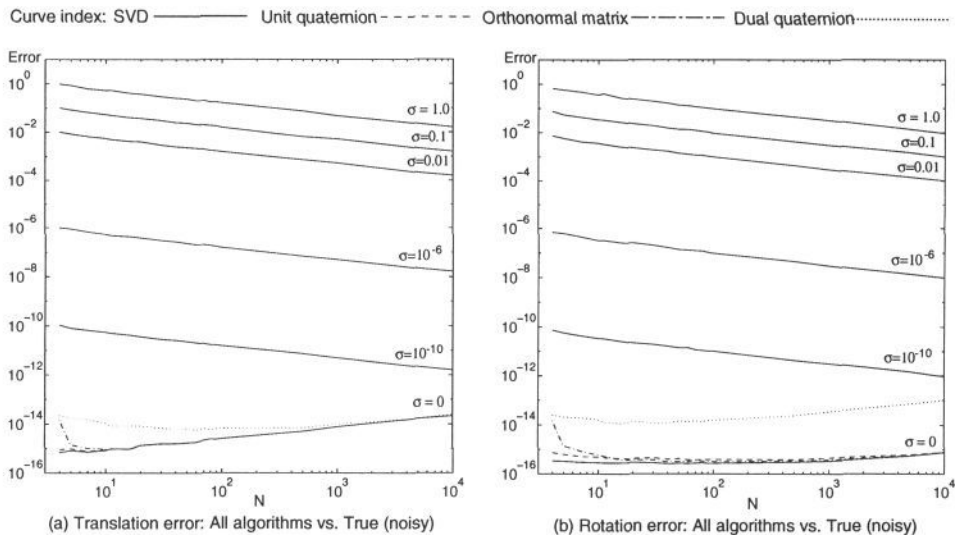 Curve index: SVD Unit quaternion Orthonormal matrix Dual quaternion
Error
10^0
10^-2
10^-4
10^-6
10^-8
10^-10
10^-12
10^-14
10^-16
σ = 1.0
σ=0.1
σ=0.01
σ=10^-6
σ=10^-10
σ = 0
10^1
10^2
10^3
10^4
N
(a) Translation error: All algorithms vs. True (noisy)
Error
10^0
10^-2
10^-4
10^-6
10^-8
10^-10
10^-12
10^-14
10^-16
σ = 1.0
σ=0.1
σ=0.01
σ=10^-6
σ=10^-10
σ=0
10^1
10^2
10^3
10^4
N
(b) Rotation error: All algorithms vs. True (noisy)